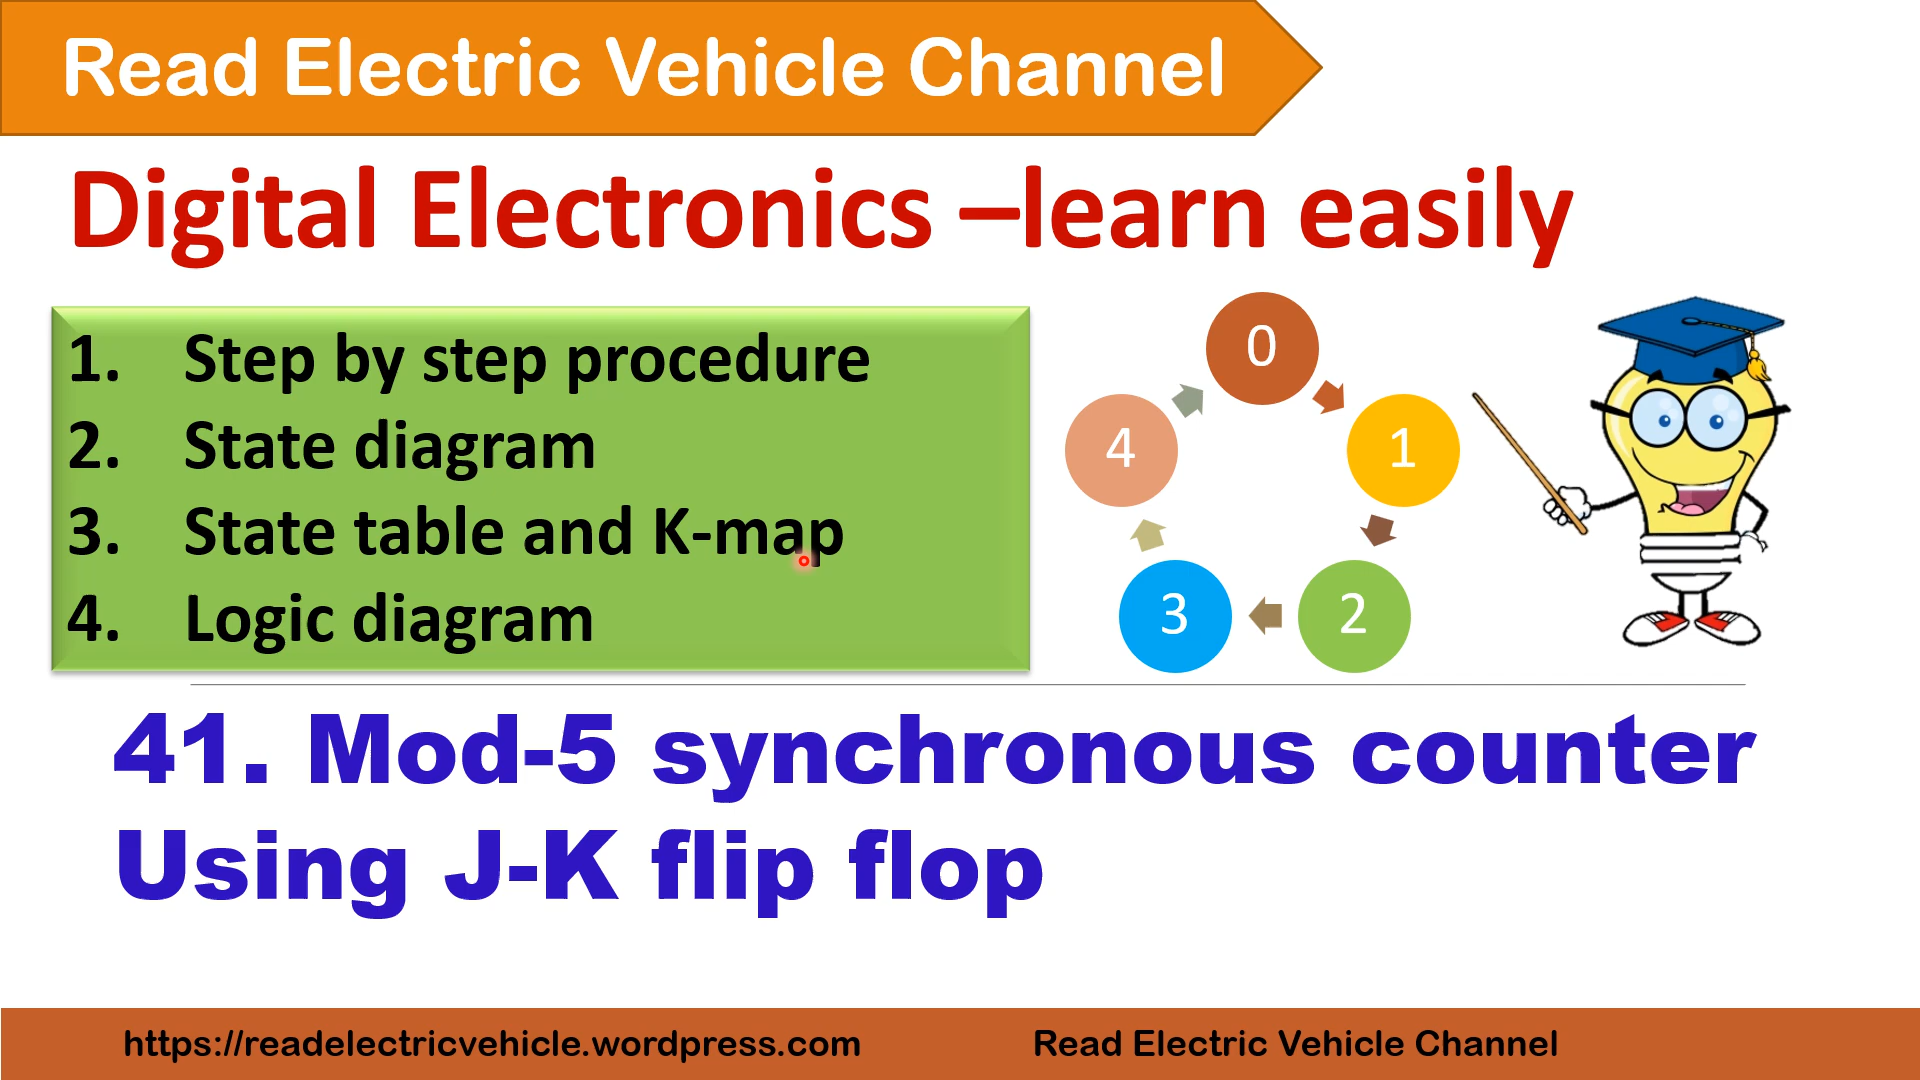 Read Electric Vehicle Channel
Digital Electronics –learn easily
1. Step by step procedure
2. State diagram
3. State table and K-map
4. Logic diagram
0
1
2
3
4
41. Mod-5 synchronous counter
Using J-K flip flop
https://readelectricvehicle.wordpress.com
Read Electric Vehicle Channel